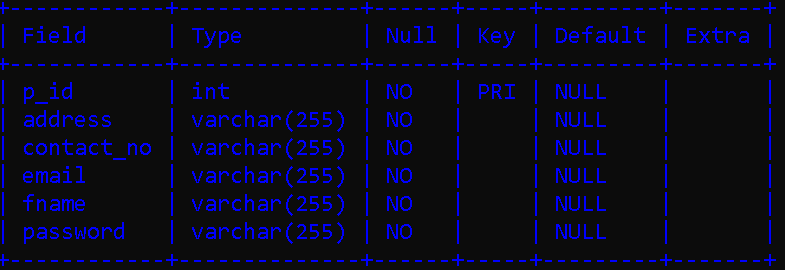 +------------+--------------+------+-----+---------+-------+
| Field      | Type         | Null | Key | Default | Extra |
+------------+--------------+------+-----+---------+-------+
| p_id       | int          | NO   | PRI | NULL    |       |
| address    | varchar(255) | NO   |     | NULL    |       |
| contact_no | varchar(255) | NO   |     | NULL    |       |
| email      | varchar(255) | NO   |     | NULL    |       |
| fname      | varchar(255) | NO   |     | NULL    |       |
| password   | varchar(255) | NO   |     | NULL    |       |
+------------+--------------+------+-----+---------+-------+